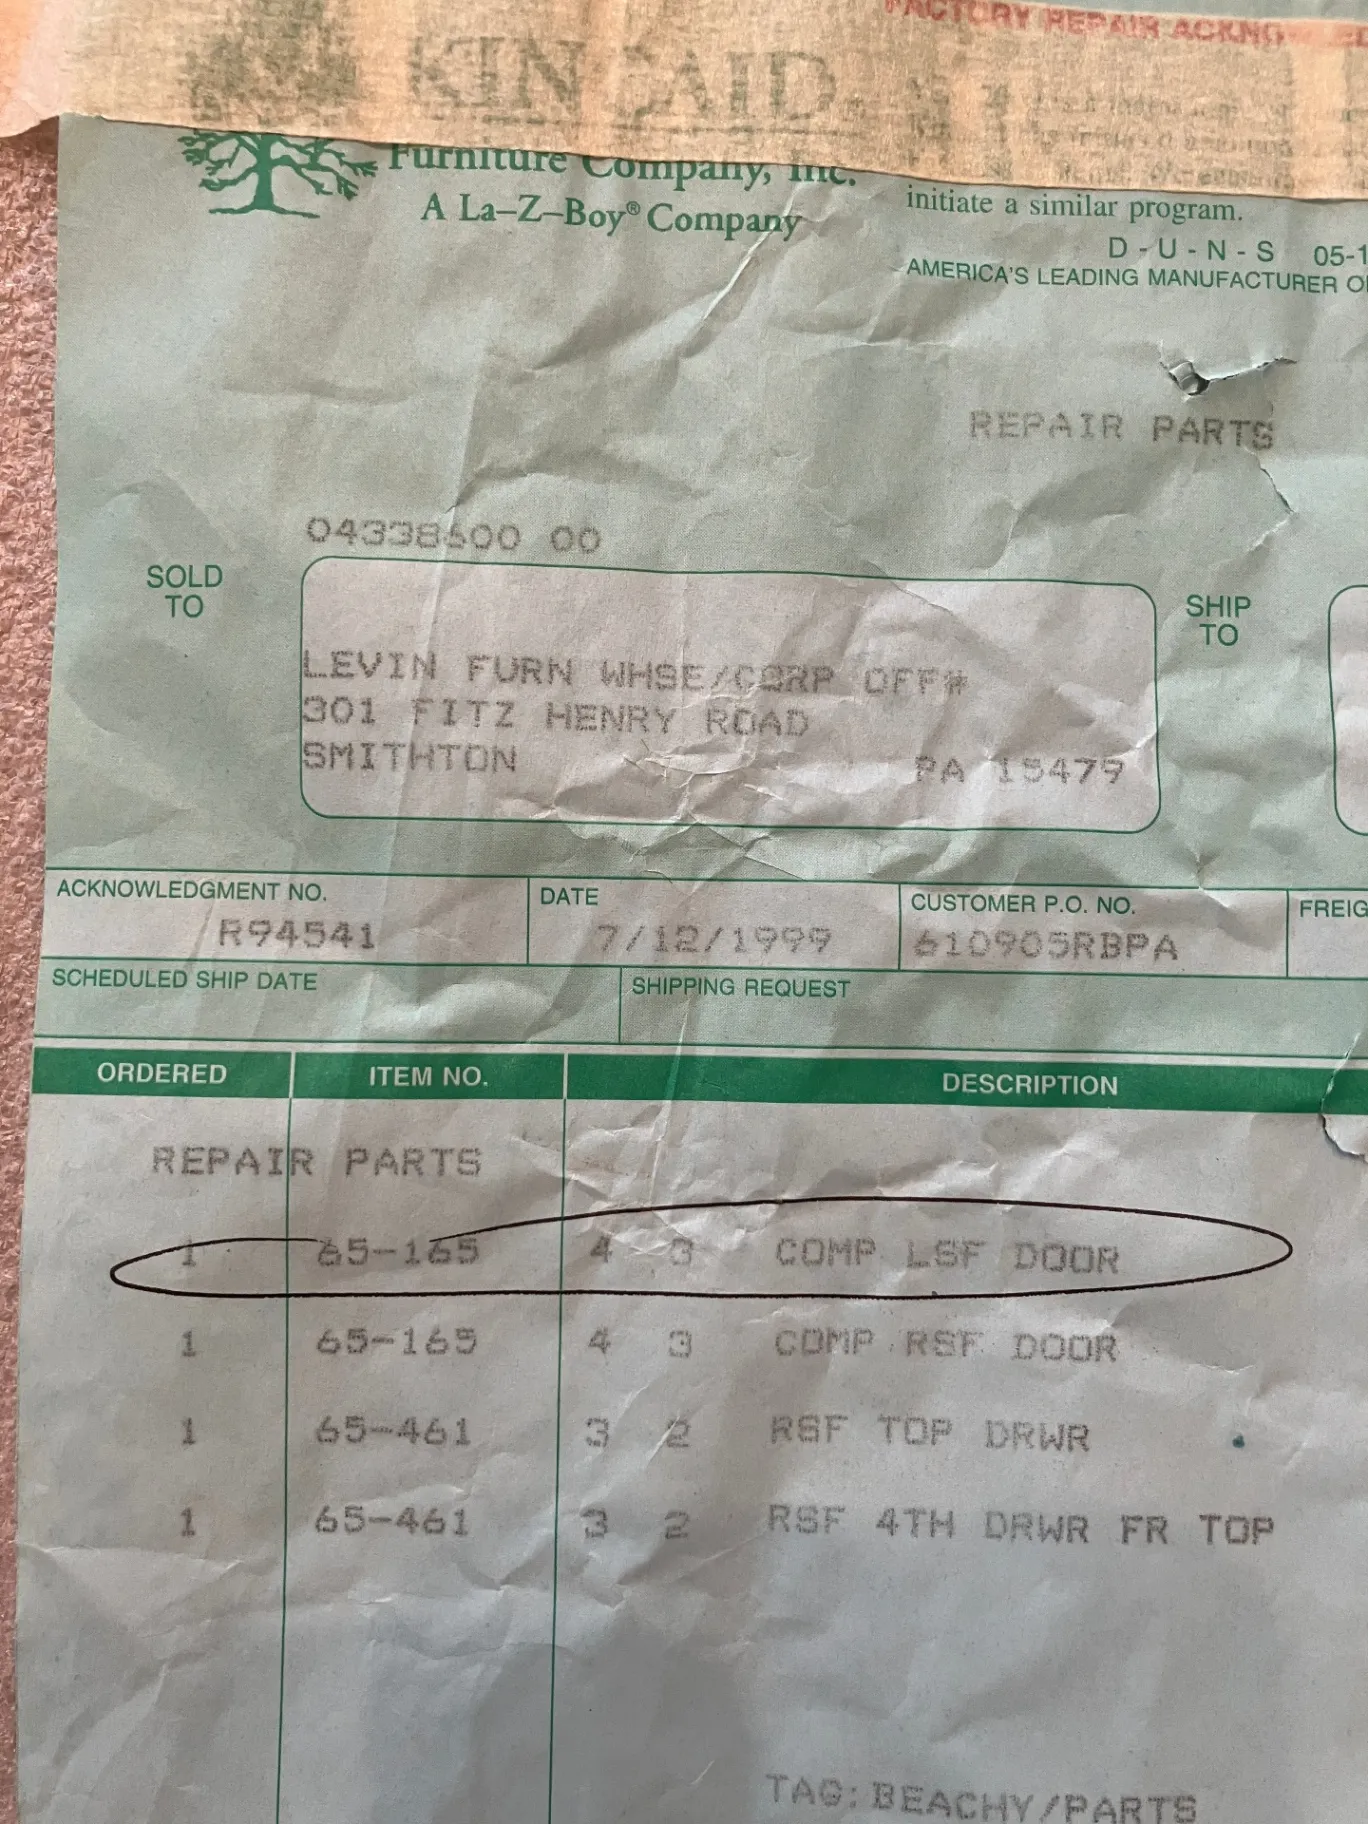 FACTORY REPAIR
KINCAID
Furniture Company, Inc.
A La-Z-Boy® Company
initiate a similar program.
D-U-N-S 05-1
AMERICA'S LEADING MANUFACTURER O
REPAIR PARTS
04338600 00
SOLD TO
LEVIN FURN WHSE/CORP OFF#
301 FITZ HENRY ROAD
SMITHTON PA 15479
SHIP TO
ACKNOWLEDGMENT NO. DATE CUSTOMER P.O. NO. FREIG
R94541 7/12/1999 610905RBPA
SCHEDULED SHIP DATE SHIPPING REQUEST
ORDERED ITEM NO. DESCRIPTION
REPAIR PARTS
1 65-165 4 3 COMP LSF DOOR
1 65-165 4 3 COMP RSF DOOR
1 65-461 3 2 RSF TOP DRWR
1 65-461 3 2 RSF 4TH DRWR FR TOP
TAG: BEACHY/PARTS